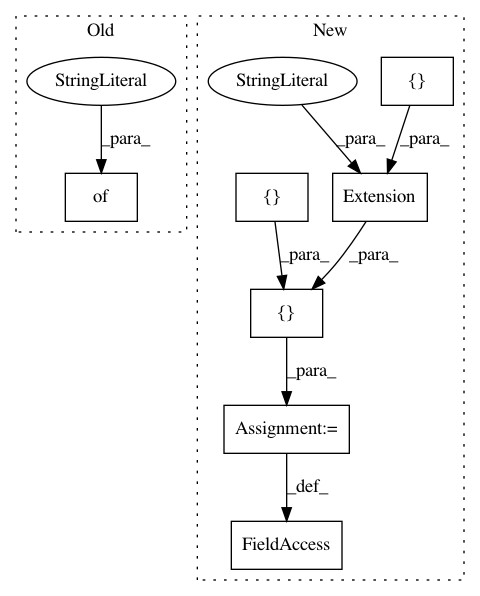 Old
New
StringLiteral
StringLiteral
{}
_para_
_para_
_para_
of
{}
Extension
_para_
_para_
{}
_para_
Assignment:=
_def_
FieldAccess